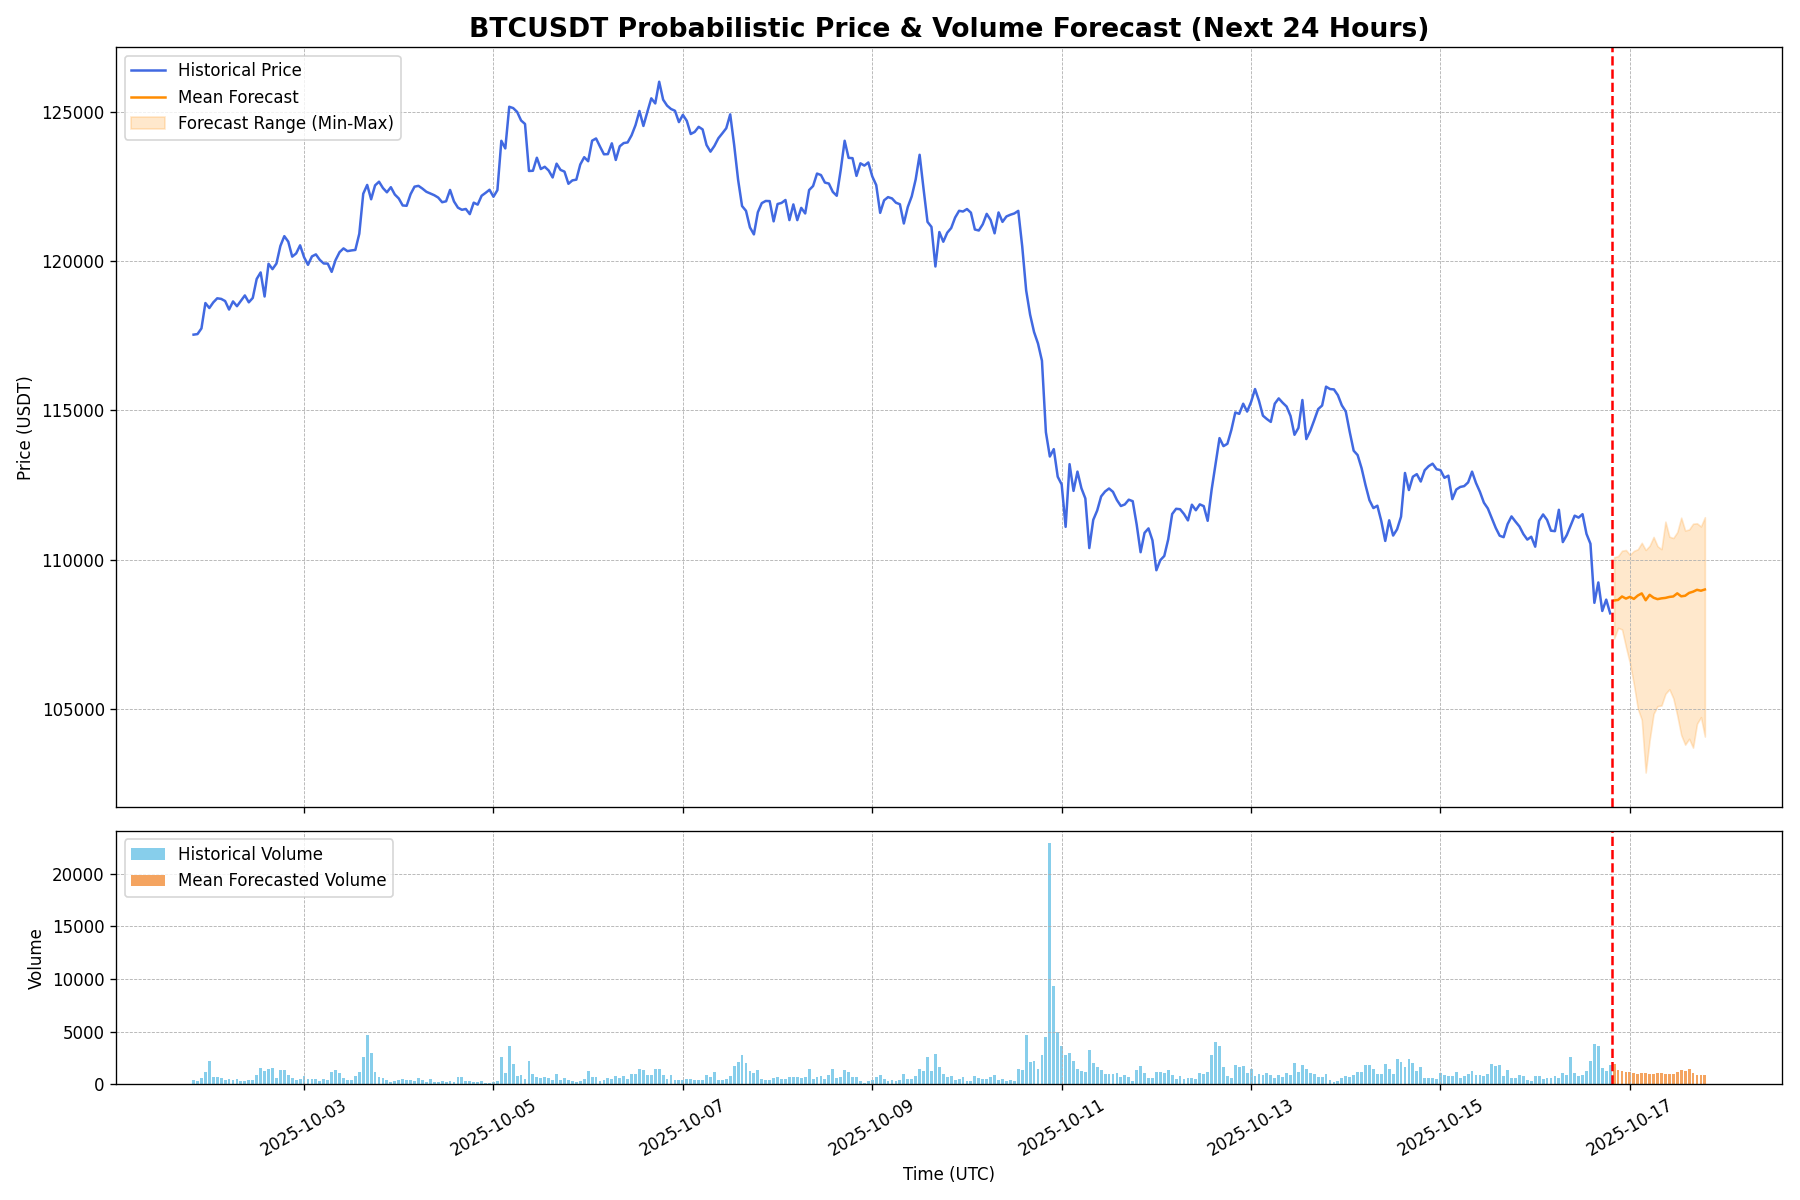 BTCUSDT Probabilistic Price & Volume Forecast (Next 24 Hours)
Historical Price
Mean Forecast
Forecast Range (Min-Max)
125000
120000
115000
110000
105000
Price (USDT)
Historical Volume
Mean Forecasted Volume
20000
15000
10000
5000
0
Volume
2025-10-03
2025-10-05
2025-10-07
2025-10-09
2025-10-11
2025-10-13
2025-10-15
2025-10-17
Time (UTC)